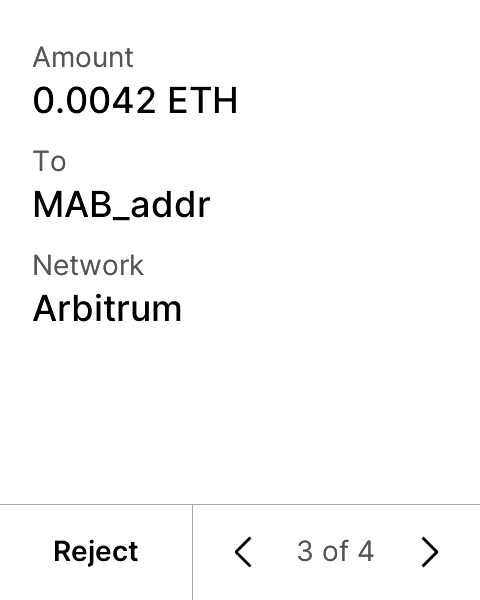 Amount
0.0042 ETH
To
MAB_addr
Network
Arbitrum
Reject
3 of 4